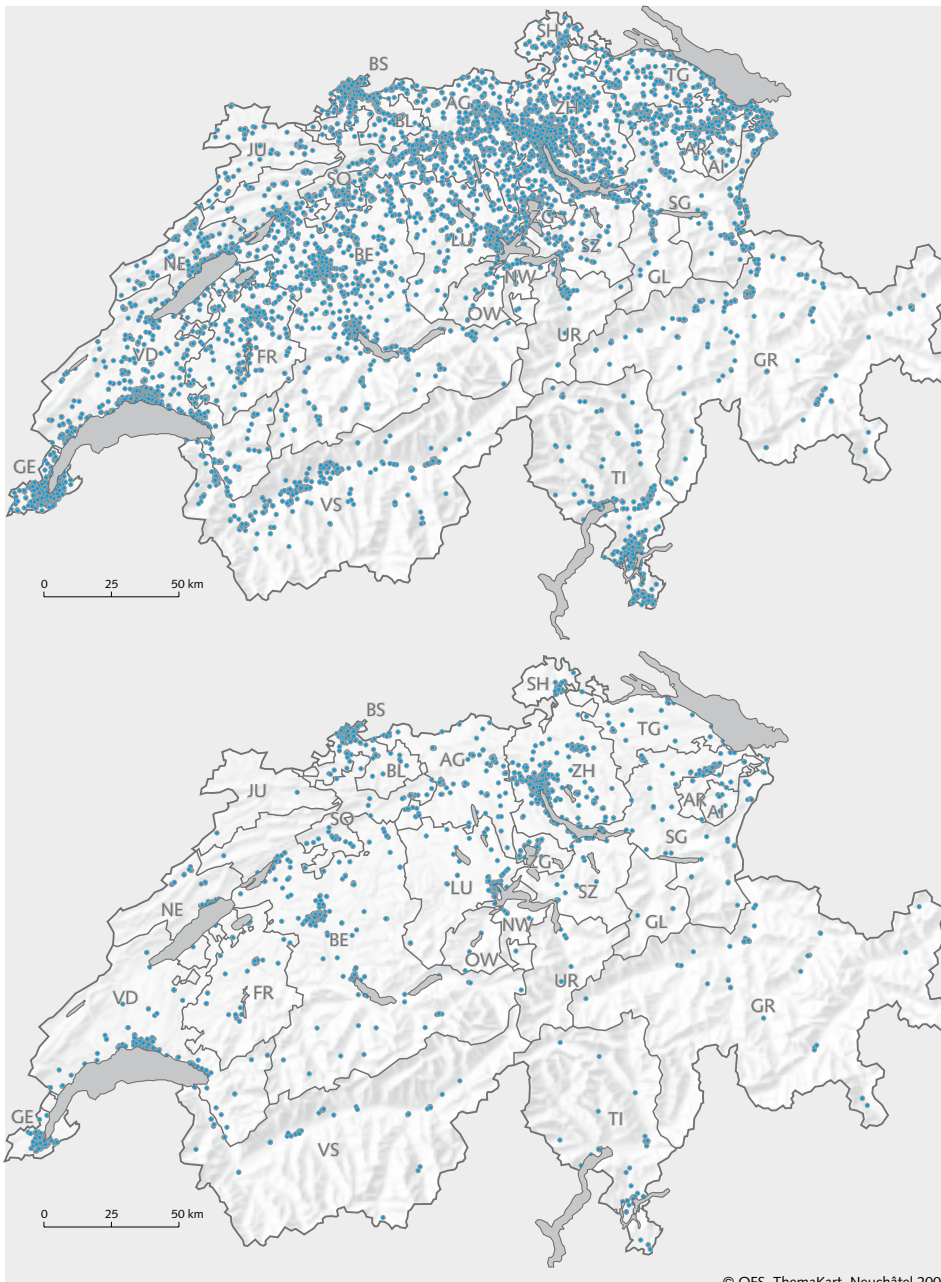 SH
BS
TG
AG
ZH
BL
JU
AR
AI
SO
SG
ZG
LU
SZ
BE
NE
NW
GL
OW
UR
VD
FR
GR
GE
TI
VS
0 25 50 km
SH
BS
TG
AG
BL
ZH
JU
AR
AI
SO
SG
ZG
LU
SZ
NE
NW
GL
BE
OW
UR
FR
VD
GR
GE
TI
VS
0 25 50 km
© OFS, ThemaKart, Neuchâtel 200